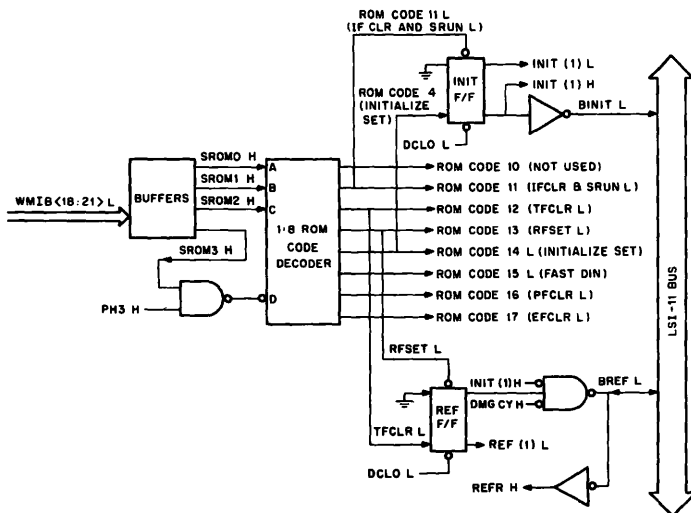 ROM CODE 11 L
(IF CLR AND SRUN L)
ROM CODE 4
(INITIALIZE
SET)
INIT
F/F
INIT (1) L
INIT (1) H
BINIT L
DCLO L
WMIB<18:21> L
BUFFERS
SROM0 H
SROM1 H
SROM2 H
SROM3 H
PH3 H
A
B
C
D
1·8 ROM
CODE
DECODER
ROM CODE 10 (NOT USED)
ROM CODE 11 (IFCLR & SRUN L)
ROM CODE 12 (TFCLR L)
ROM CODE 13 (RFSET L)
ROM CODE 14 L (INITIALIZE SET)
ROM CODE 15 L (FAST DIN)
ROM CODE 16 (PFCLR L)
ROM CODE 17 (EFCLR L)
RFSET L
REF
F/F
TFCLR L
DCLO L
INIT (1) H
DMG CY H
REF (1) L
BREF L
REFR H
LSI-11 BUS